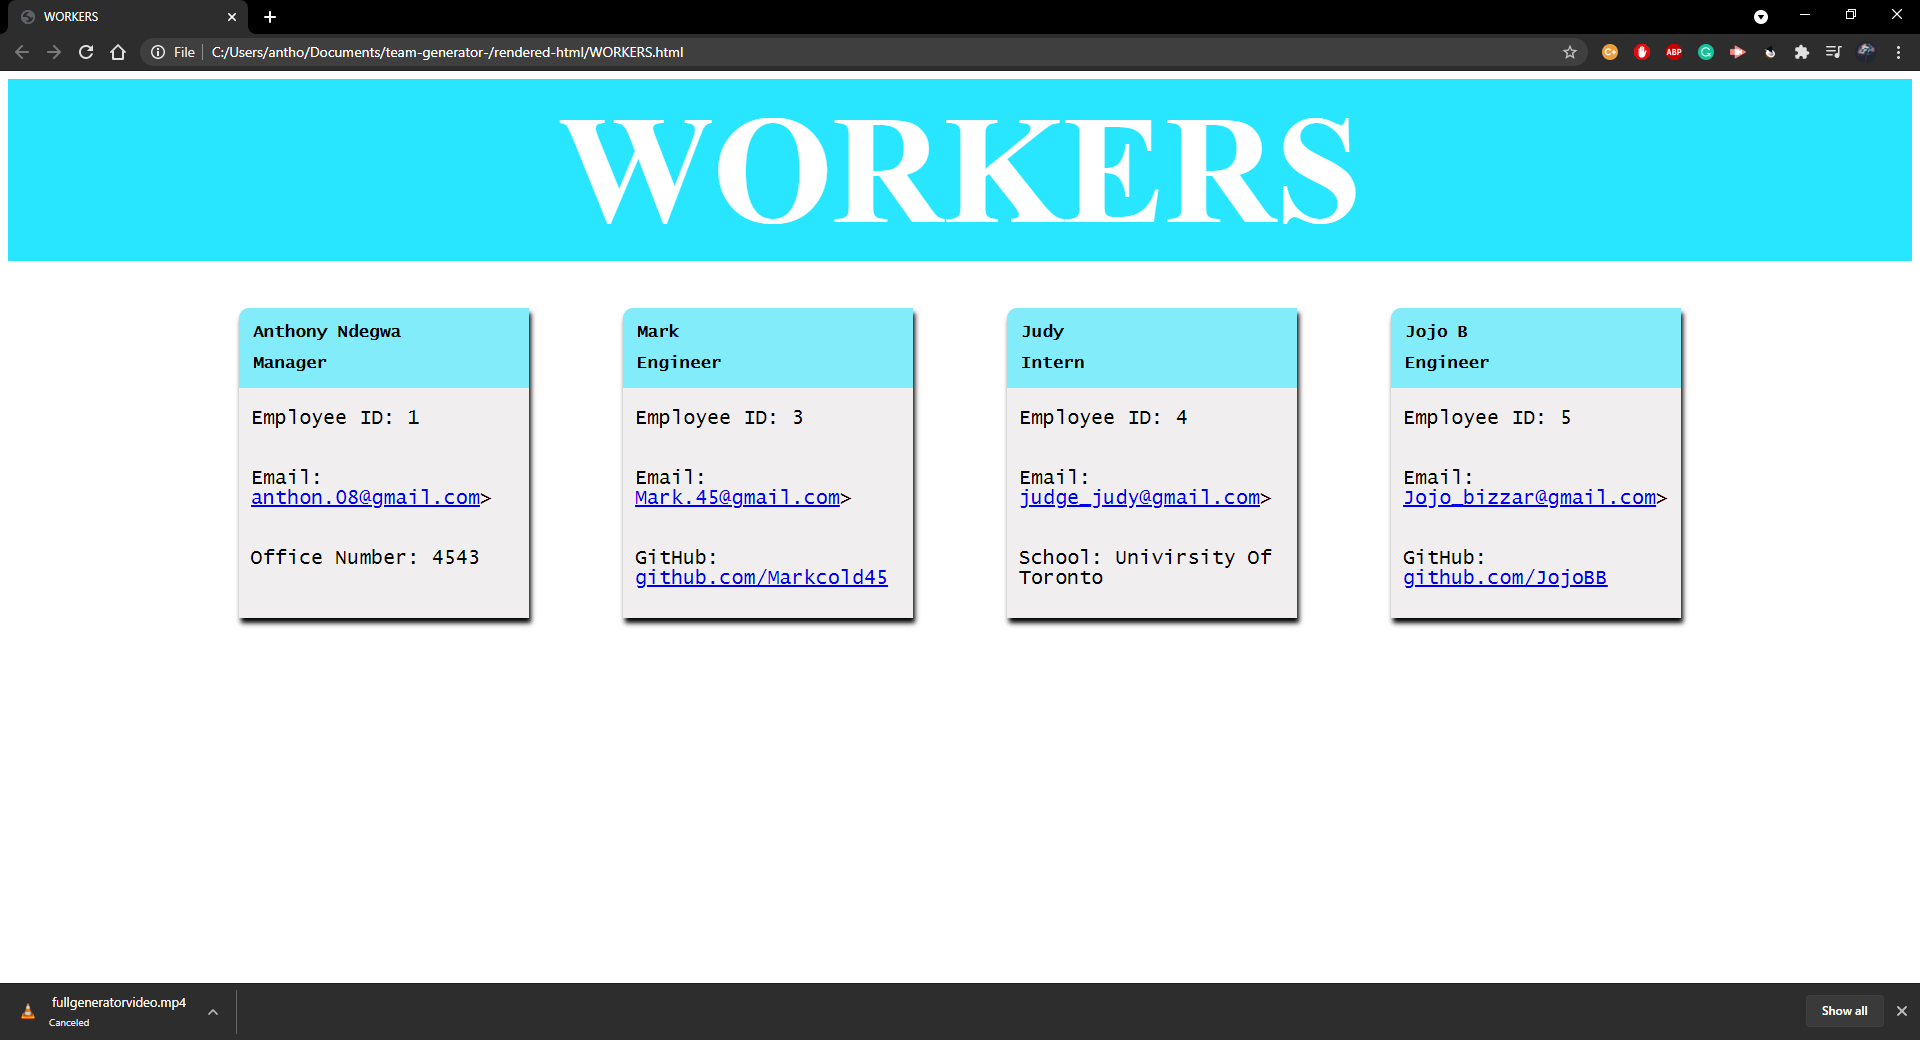 WORKERS
File
C:/Users/antho/Documents/team-generator-/rendered-html/WORKERS.html
ABP
WORKERS
Anthony Ndegwa
Manager
Employee ID: 1
Email:
anthon.08@gmail.com>
Office Number: 4543
Mark
Engineer
Employee ID: 3
Email:
Mark.45@gmail.com>
GitHub:
github.com/Markcold45
Judy
Intern
Employee ID: 4
Email:
judge_judy@gmail.com>
School: Univirsity Of
Toronto
Jojo B
Engineer
Employee ID: 5
Email:
Jojo_bizzar@gmail.com>
GitHub:
github.com/JojoBB
fullgeneratorvideo.mp4
Canceled
Show all